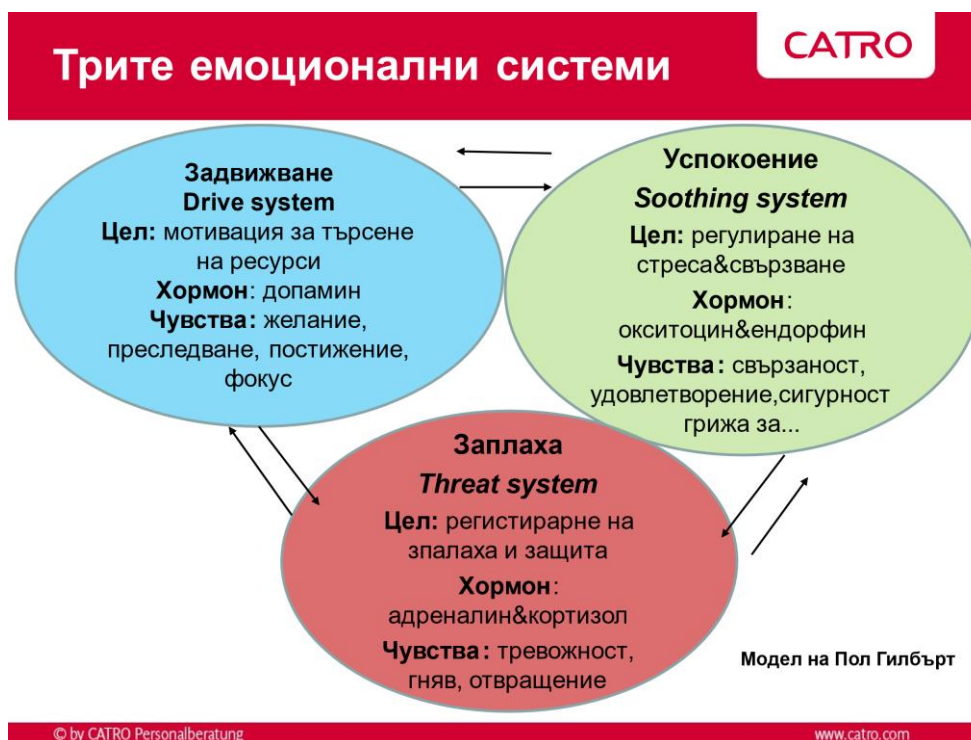 Трите емоционални системи
CATRO
Задвижване
Drive system
Цел: мотивация за търсене
на ресурси
Хормон: допамин
Чувства: желание,
преследване, постижение,
фокус
Успокоение
Soothing system
Цел: регулиране на
стреса&свързване
Хормон:
окситоцин&ендорфин
Чувства: свързаност,
удовлетворение,сигурност
грижа за...
Заплаха
Threat system
Цел: регистирарне на
зпалаха и защита
Хормон:
адреналин&кортизол
Чувства: тревожност,
гняв, отвращение
Модел на Пол Гилбърт
© by CATRO Personalberatung
www.catro.com